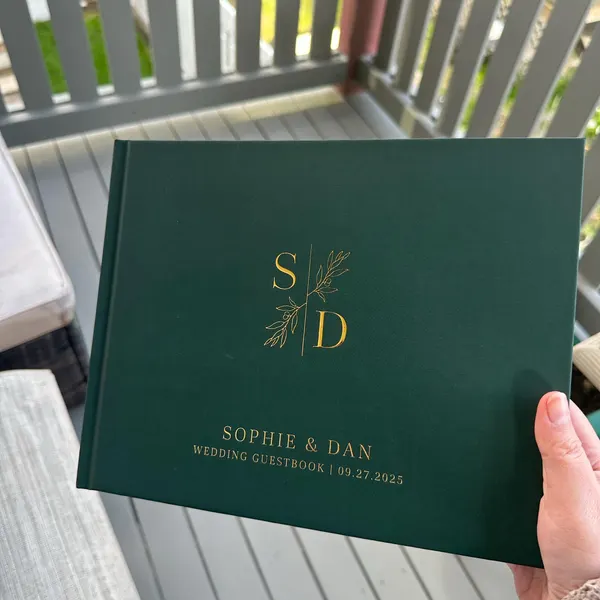 S
D
SOPHIE & DAN
WEDDING GUESTBOOK | 09.27.2025